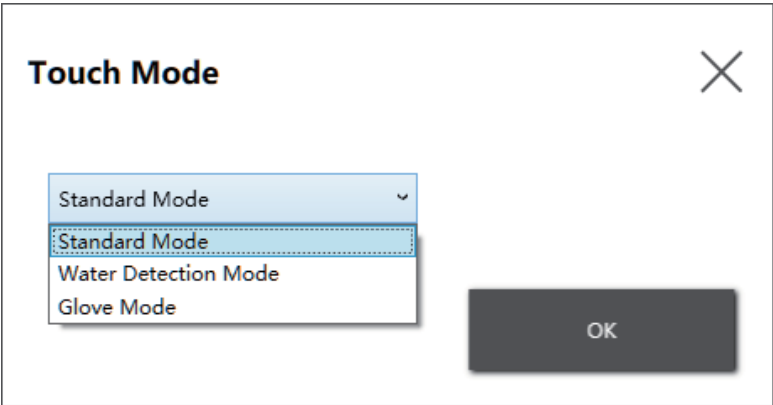 Touch Mode
Standard Mode
Standard Mode
Water Detection Mode
Glove Mode
OK